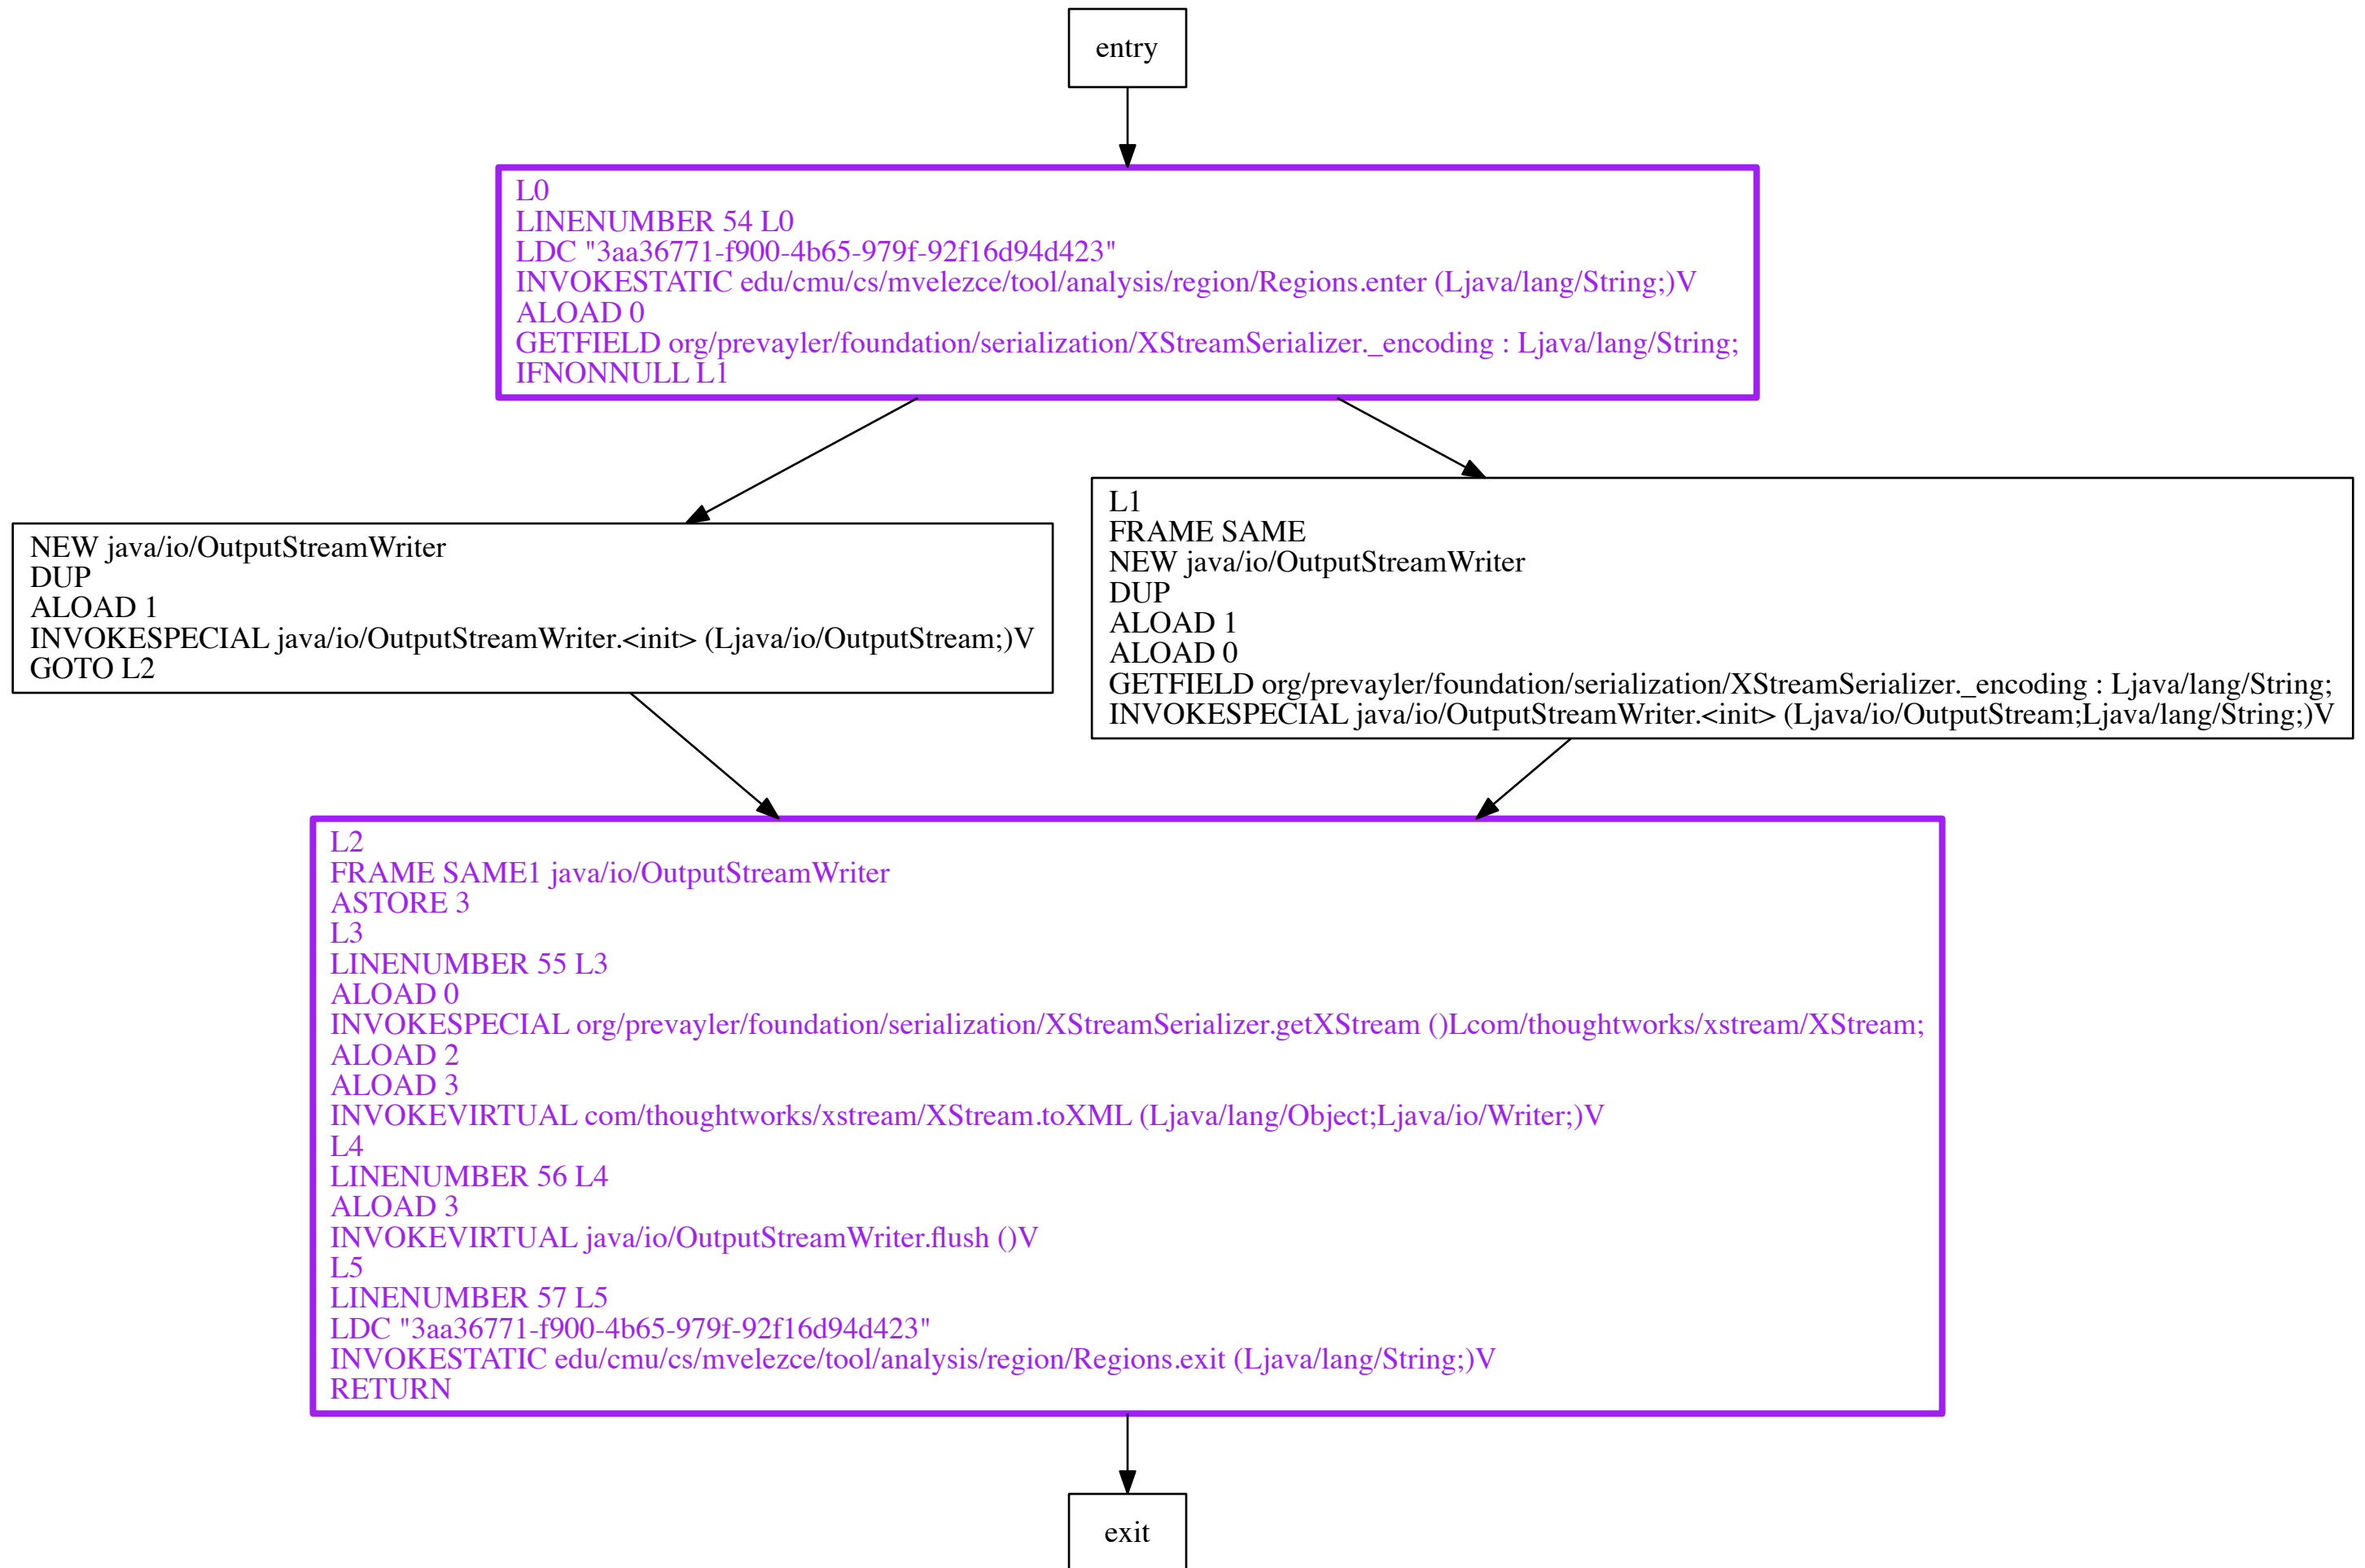 entry
L0
LINENUMBER 54 L0
LDC "3aa36771-f900-4b65-979f-92f16d94d423"
INVOKESTATIC edu/cmu/cs/mvelezce/tool/analysis/region/Regions.enter (Ljava/lang/String;)V
ALOAD 0
GETFIELD org/prevayler/foundation/serialization/XStreamSerializer._encoding : Ljava/lang/String;
IFNONNULL L1
NEW java/io/OutputStreamWriter
DUP
ALOAD 1
INVOKESPECIAL java/io/OutputStreamWriter.<init> (Ljava/io/OutputStream;)V
GOTO L2
L1
FRAME SAME
NEW java/io/OutputStreamWriter
DUP
ALOAD 1
ALOAD 0
GETFIELD org/prevayler/foundation/serialization/XStreamSerializer._encoding : Ljava/lang/String;
INVOKESPECIAL java/io/OutputStreamWriter.<init> (Ljava/io/OutputStream;Ljava/lang/String;)V
L2
FRAME SAME1 java/io/OutputStreamWriter
ASTORE 3
L3
LINENUMBER 55 L3
ALOAD 0
INVOKESPECIAL org/prevayler/foundation/serialization/XStreamSerializer.getXStream ()Lcom/thoughtworks/xstream/XStream;
ALOAD 2
ALOAD 3
INVOKEVIRTUAL com/thoughtworks/xstream/XStream.toXML (Ljava/lang/Object;Ljava/io/Writer;)V
L4
LINENUMBER 56 L4
ALOAD 3
INVOKEVIRTUAL java/io/OutputStreamWriter.flush ()V
L5
LINENUMBER 57 L5
LDC "3aa36771-f900-4b65-979f-92f16d94d423"
INVOKESTATIC edu/cmu/cs/mvelezce/tool/analysis/region/Regions.exit (Ljava/lang/String;)V
RETURN
exit